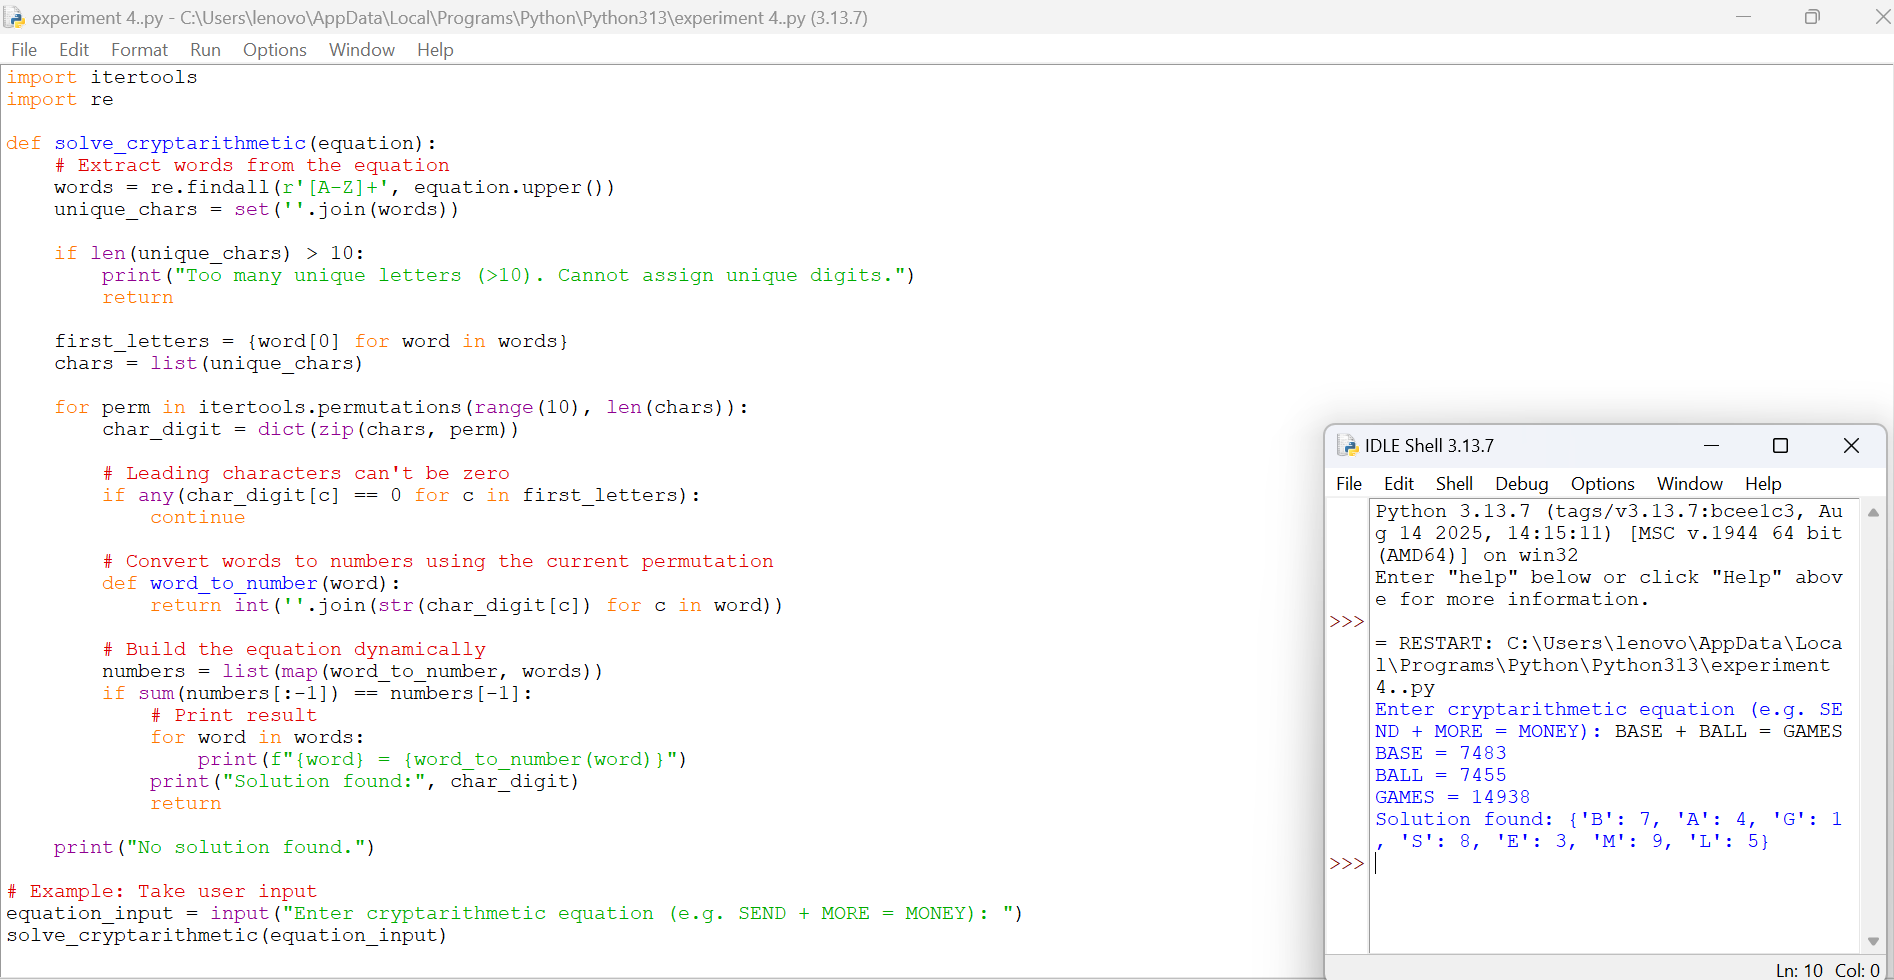 experiment 4..py - C:\Users\lenovo\AppData\Local\Programs\Python\Python313\experiment 4..py (3.13.7)
File Edit Format Run Options Window Help
import itertools
import re
def solve_cryptarithmetic(equation):
    # Extract words from the equation
    words = re.findall(r'[A-Z]+', equation.upper())
    unique_chars = set(''.join(words))
    if len(unique_chars) > 10:
        print("Too many unique letters (>10). Cannot assign unique digits.")
        return
    first_letters = {word[0] for word in words}
    chars = list(unique_chars)
    for perm in itertools.permutations(range(10), len(chars)):
        char_digit = dict(zip(chars, perm))
        # Leading characters can't be zero
        if any(char_digit[c] == 0 for c in first_letters):
            continue
        # Convert words to numbers using the current permutation
        def word_to_number(word):
            return int(''.join(str(char_digit[c]) for c in word))
        # Build the equation dynamically
        numbers = list(map(word_to_number, words))
        if sum(numbers[:-1]) == numbers[-1]:
            # Print result
            for word in words:
                print(f"{word} = {word_to_number(word)}")
            print("Solution found:", char_digit)
            return
    print("No solution found.")
# Example: Take user input
equation_input = input("Enter cryptarithmetic equation (e.g. SEND + MORE = MONEY): ")
solve_cryptarithmetic(equation_input)
IDLE Shell 3.13.7
File Edit Shell Debug Options Window Help
Python 3.13.7 (tags/v3.13.7:bcee1c3, Au
g 14 2025, 14:15:11) [MSC v.1944 64 bit
(AMD64)] on win32
Enter "help" below or click "Help" abov
e for more information.
>>>
= RESTART: C:\Users\lenovo\AppData\Loca
l\Programs\Python\Python313\experiment
4..py
Enter cryptarithmetic equation (e.g. SE
ND + MORE = MONEY): BASE + BALL = GAMES
BASE = 7483
BALL = 7455
GAMES = 14938
Solution found: {'B': 7, 'A': 4, 'G': 1
, 'S': 8, 'E': 3, 'M': 9, 'L': 5}
>>>
Ln: 10 Col: 0